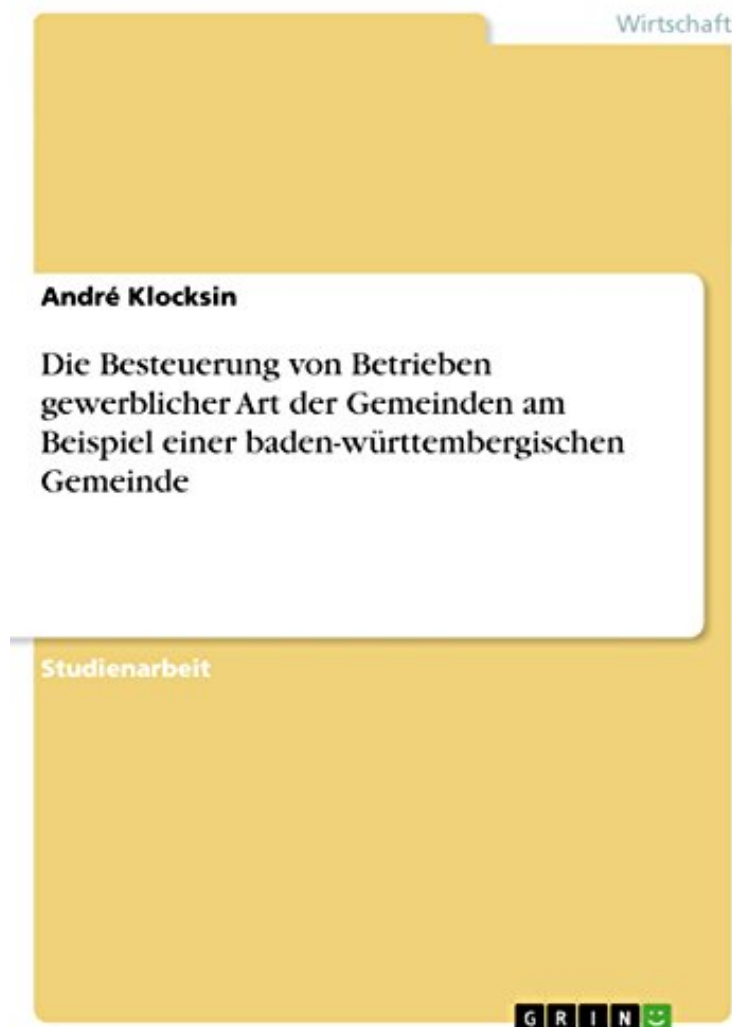 Wirtschaft
André Klocksin
Die Besteuerung von Betrieben
gewerblicher Art der Gemeinden am
Beispiel einer baden-württembergischen
Gemeinde
Studienarbeit
GRIN